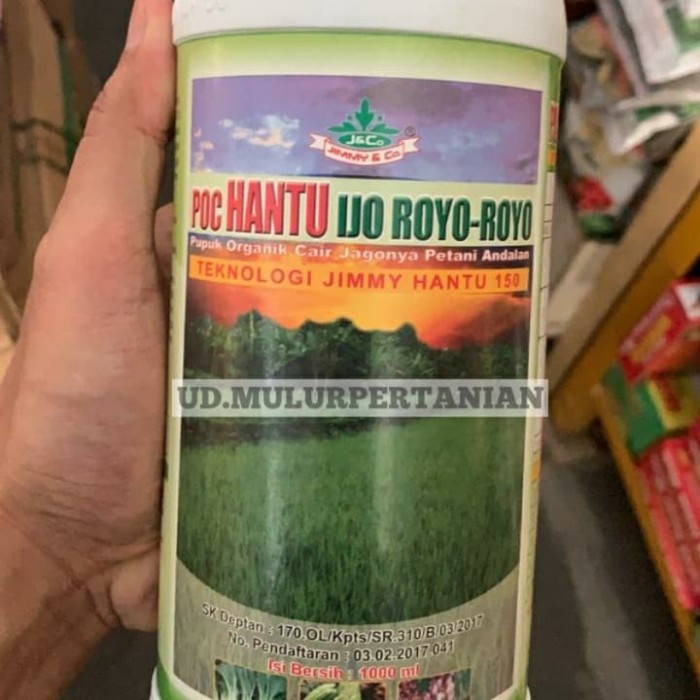 J&Co
JIMMY & Co.
®
POC HANTU IJO ROYO-ROYO
Pupuk Organik Cair Jagonya Petani Andalan
TEKNOLOGI JIMMY HANTU 150
UD.MULURPERTANIAN
SK Deptan : 170.OL/Kpts/SR.310/B/03/2017
No. Pendaftaran : 03.02.2017.041
Isi Bersih : 1000 ml